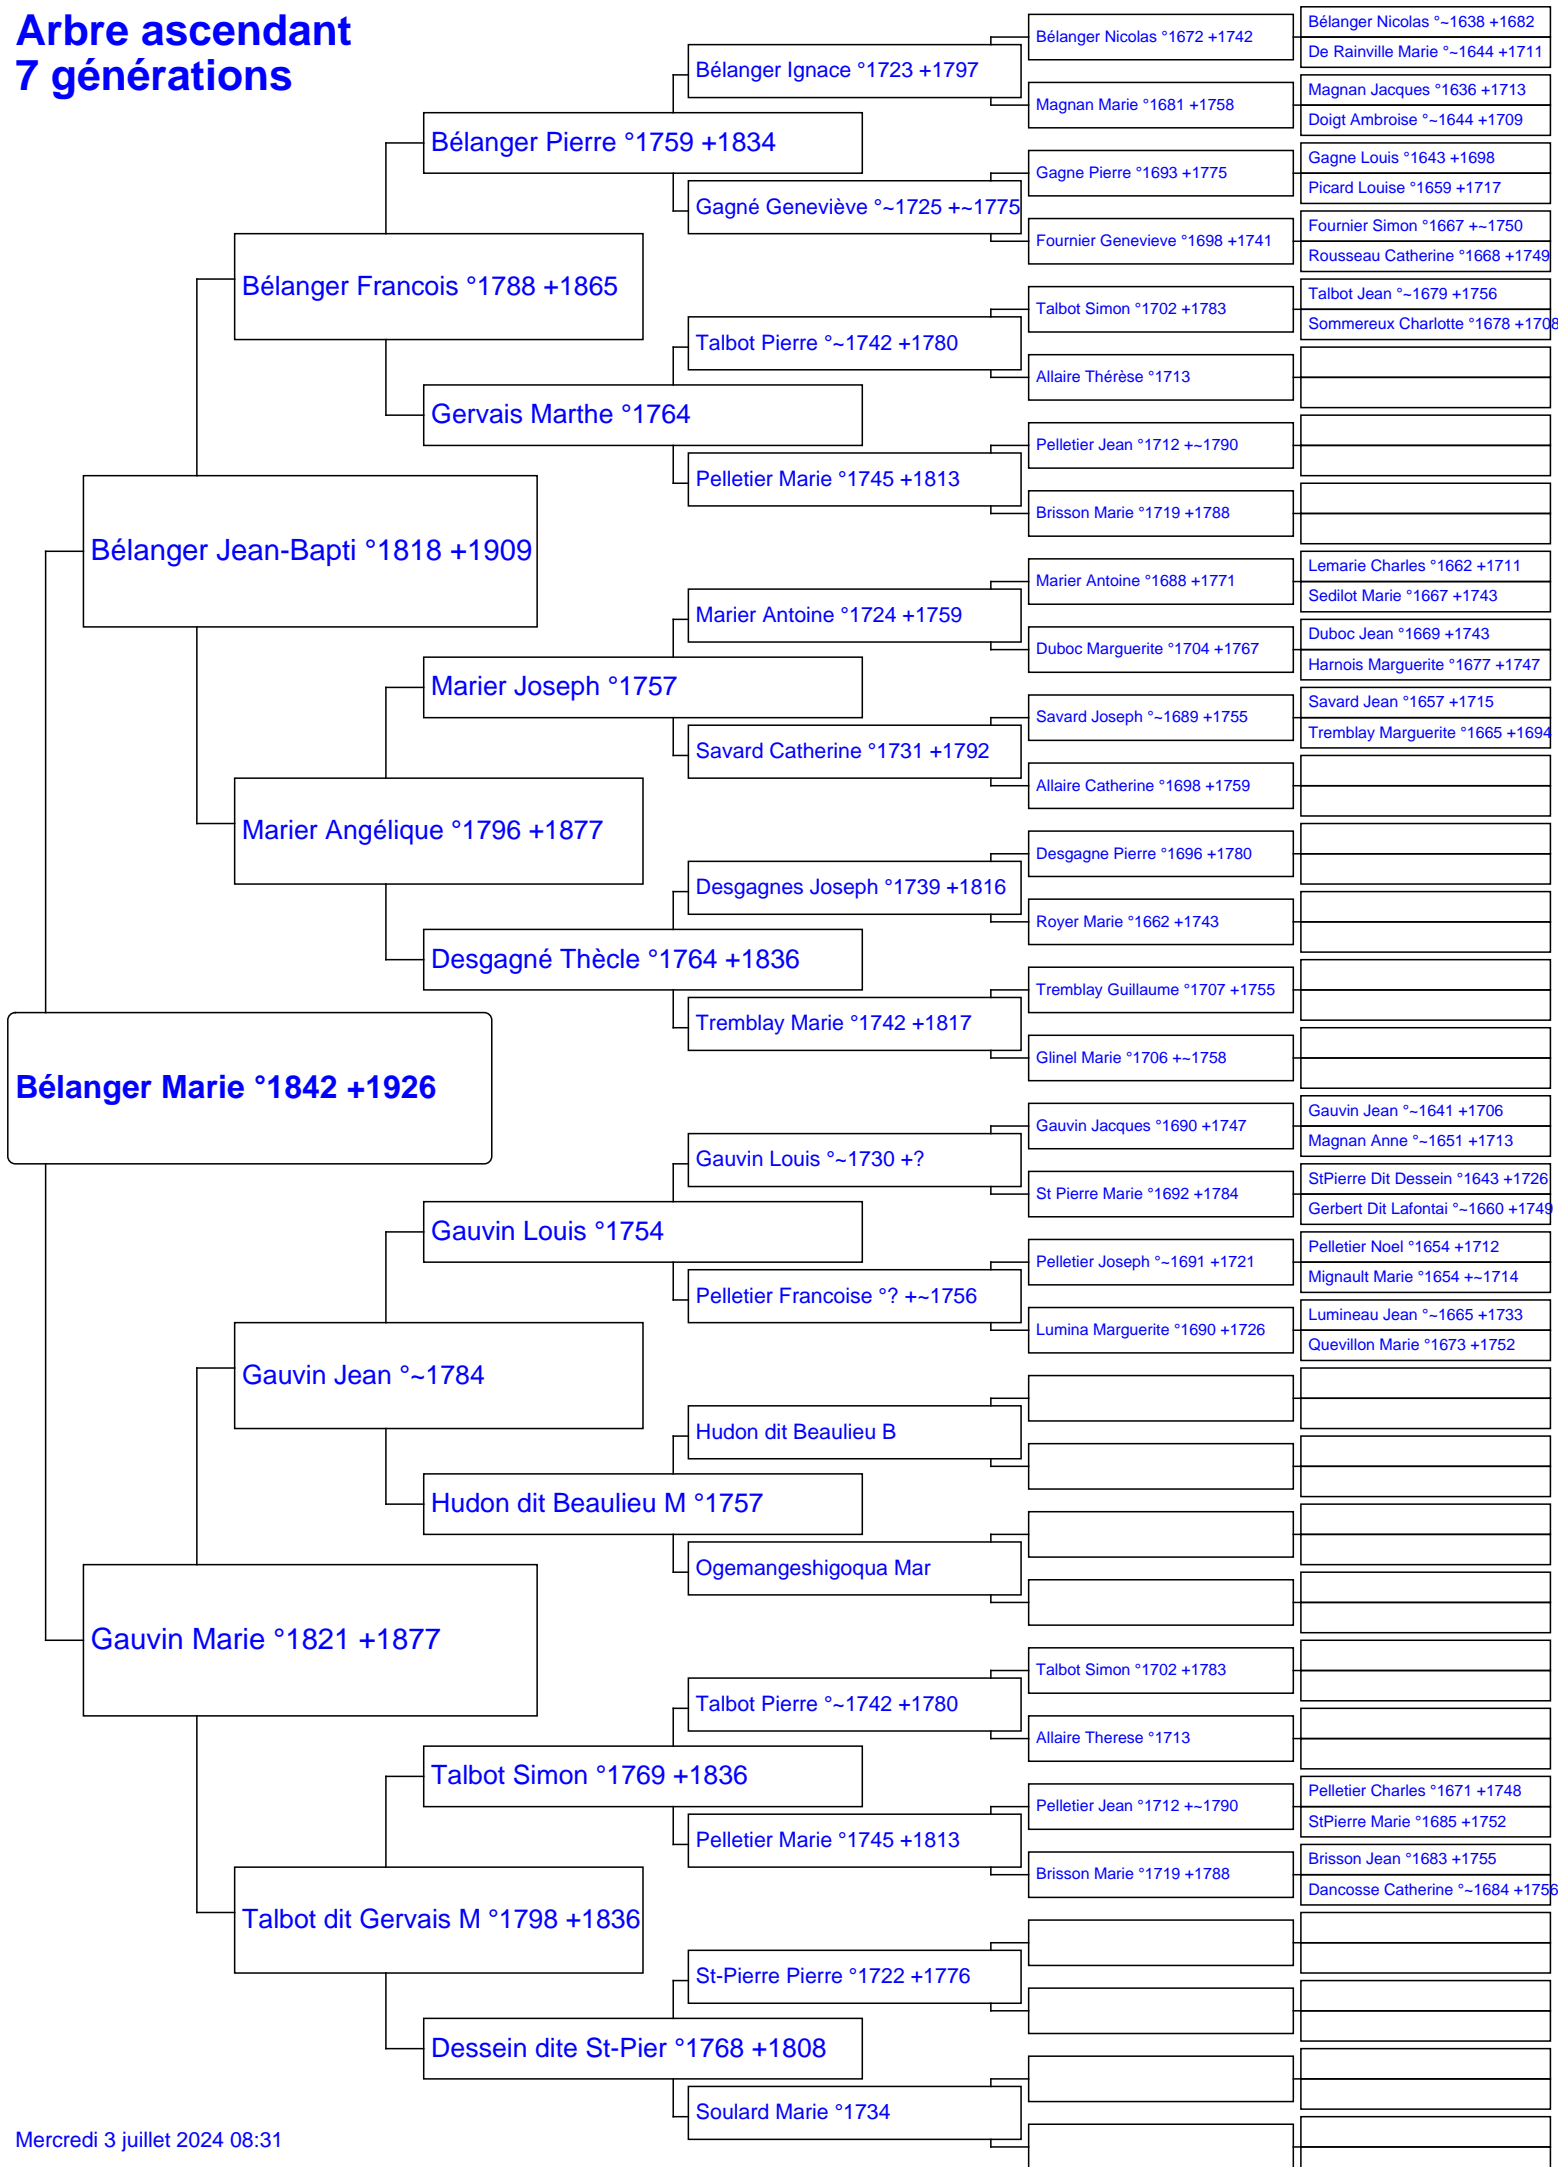 Arbre ascendant
7 générations
Bélanger Nicolas °1672 +1742
Bélanger Nicolas °~1638 +1682
De Rainville Marie °~1644 +1711
Bélanger Ignace °1723 +1797
Magnan Marie °1681 +1758
Magnan Jacques °1636 +1713
Doigt Ambroise °~1644 +1709
Bélanger Pierre °1759 +1834
Gagne Pierre °1693 +1775
Gagne Louis °1643 +1698
Picard Louise °1659 +1717
Gagné Geneviève °~1725 +~1775
Fournier Genevieve °1698 +1741
Fournier Simon °1667 +~1750
Rousseau Catherine °1668 +1749
Bélanger Francois °1788 +1865
Talbot Simon °1702 +1783
Talbot Jean °~1679 +1756
Sommereux Charlotte °1678 +1708
Talbot Pierre °~1742 +1780
Allaire Thérèse °1713
Gervais Marthe °1764
Pelletier Jean °1712 +~1790
Pelletier Marie °1745 +1813
Brisson Marie °1719 +1788
Bélanger Jean-Bapti °1818 +1909
Marier Antoine °1688 +1771
Lemarie Charles °1662 +1711
Sedilot Marie °1667 +1743
Marier Antoine °1724 +1759
Duboc Marguerite °1704 +1767
Duboc Jean °1669 +1743
Harnois Marguerite °1677 +1747
Marier Joseph °1757
Savard Joseph °~1689 +1755
Savard Jean °1657 +1715
Tremblay Marguerite °1665 +1694
Savard Catherine °1731 +1792
Allaire Catherine °1698 +1759
Marier Angélique °1796 +1877
Desgagne Pierre °1696 +1780
Desgagnes Joseph °1739 +1816
Royer Marie °1662 +1743
Desgagné Thècle °1764 +1836
Tremblay Guillaume °1707 +1755
Tremblay Marie °1742 +1817
Glinel Marie °1706 +~1758
Bélanger Marie °1842 +1926
Gauvin Jacques °1690 +1747
Gauvin Jean °~1641 +1706
Magnan Anne °~1651 +1713
Gauvin Louis °~1730 +?
St Pierre Marie °1692 +1784
StPierre Dit Dessein °1643 +1726
Gerbert Dit Lafontai °~1660 +1749
Gauvin Louis °1754
Pelletier Joseph °~1691 +1721
Pelletier Noel °1654 +1712
Mignault Marie °1654 +~1714
Pelletier Francoise °? +~1756
Lumina Marguerite °1690 +1726
Lumineau Jean °~1665 +1733
Quevillon Marie °1673 +1752
Gauvin Jean °~1784
Hudon dit Beaulieu B
Hudon dit Beaulieu M °1757
Ogemangeshigoqua Mar
Gauvin Marie °1821 +1877
Talbot Simon °1702 +1783
Talbot Pierre °~1742 +1780
Allaire Therese °1713
Talbot Simon °1769 +1836
Pelletier Jean °1712 +~1790
Pelletier Charles °1671 +1748
StPierre Marie °1685 +1752
Pelletier Marie °1745 +1813
Brisson Marie °1719 +1788
Brisson Jean °1683 +1755
Dancosse Catherine °~1684 +1756
Talbot dit Gervais M °1798 +1836
St-Pierre Pierre °1722 +1776
Dessein dite St-Pier °1768 +1808
Soulard Marie °1734
Mercredi 3 juillet 2024 08:31